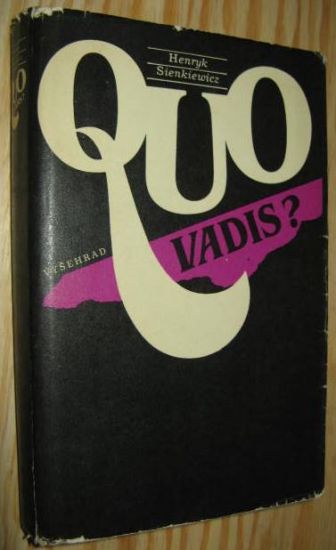 Henryk
Sienkiewicz
QUO
VADIS?
VYŠEHRAD